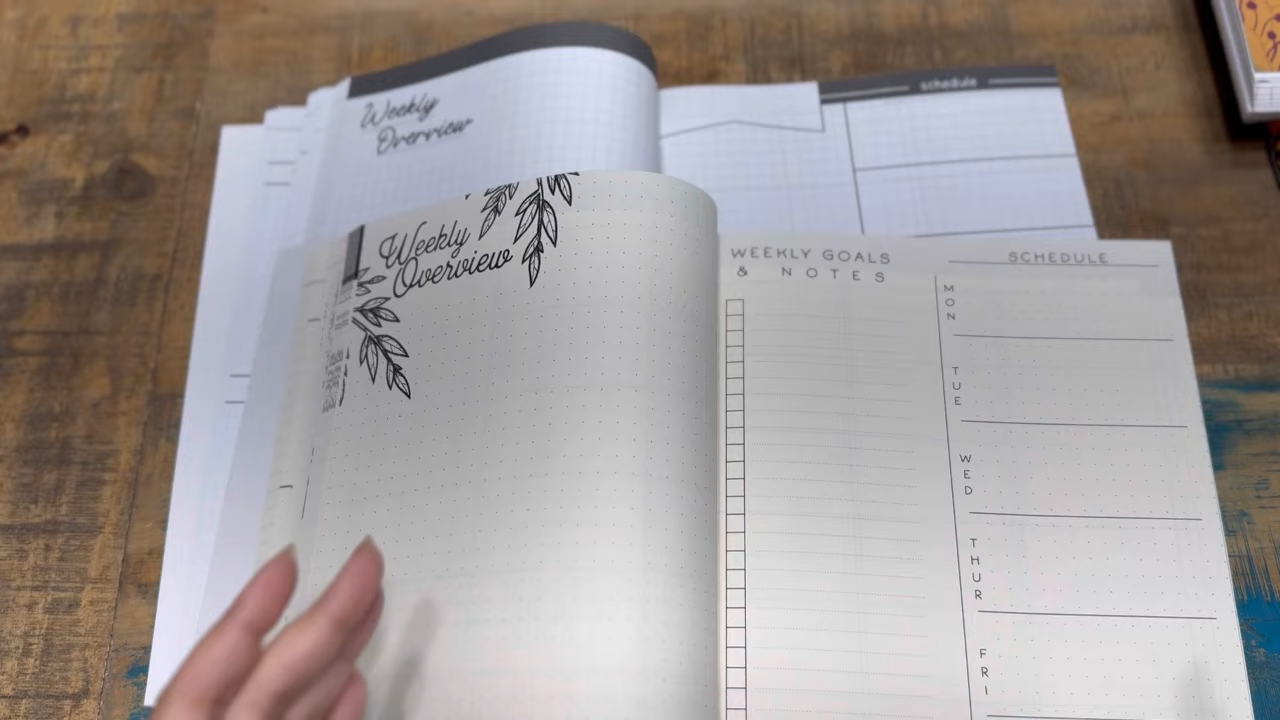 Weekly
Overview
schedule
Weekly
Overview
WEEKLY GOALS
& NOTES
SCHEDULE
MON
TUE
WED
THUR
FRI